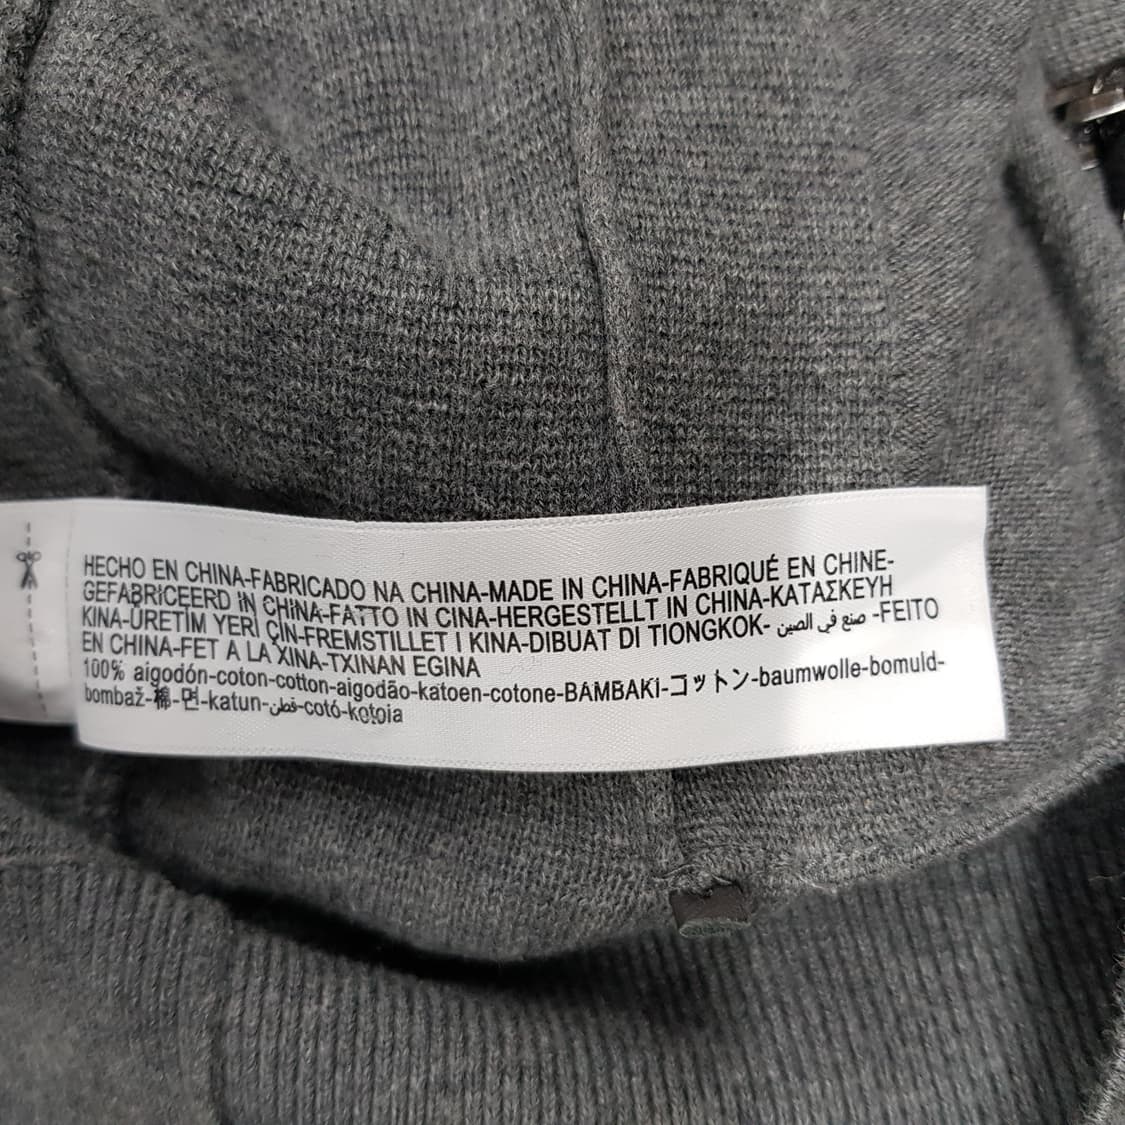 HECHO EN CHINA-FABRICADO NA CHINA-MADE IN CHINA-FABRIQUÉ EN CHINE-
GEFABRICEERD IN CHINA-FATTO IN CINA-HERGESTELLT IN CHINA-ΚΑΤΑΣΚΕΥΗ
KINA-ÜRETİM YERİ ÇİN-FREMSTILLET I KINA-DIBUAT DI TIONGKOK- صنع في الصين -FEITO
EN CHINA-FET A LA XINA-TXINAN EGINA
100% aigodón-coton-cotton-aigodão-katoen-cotone-BAMBAKI-コットン-baumwolle-bomuld-
bombaž-棉-면-katun-قطن-cotó-kotoia